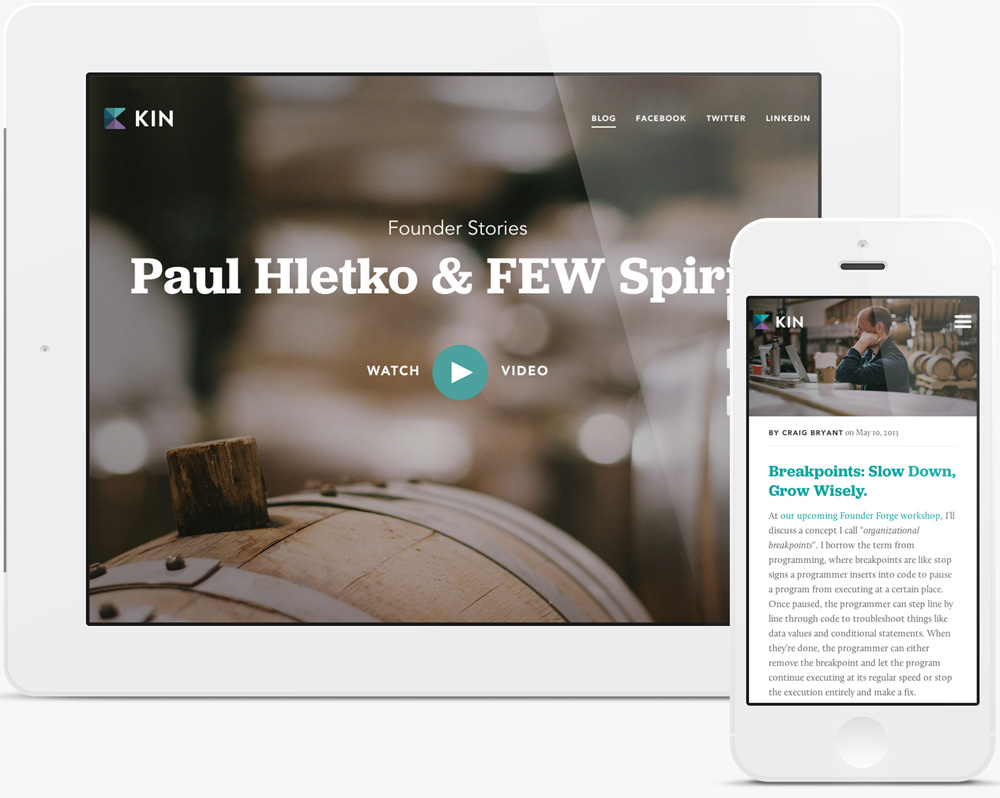 KIN
BLOG FACEBOOK TWITTER LINKEDIN
Founder Stories
Paul Hletko & FEW Spiri
WATCH VIDEO
KIN
BY CRAIG BRYANT on May 10, 2013
Breakpoints: Slow Down,
Grow Wisely.
At our upcoming Founder Forge workshop, I'll
discuss a concept I call "organizational
breakpoints". I borrow the term from
programming, where breakpoints are like stop
signs a programmer inserts into code to pause
a program from executing at a certain place.
Once paused, the programmer can step line by
line through code to troubleshoot things like
data values and conditional statements. When
they're done, the programmer can either
remove the breakpoint and let the program
continue executing at its regular speed or stop
the execution entirely and make a fix.